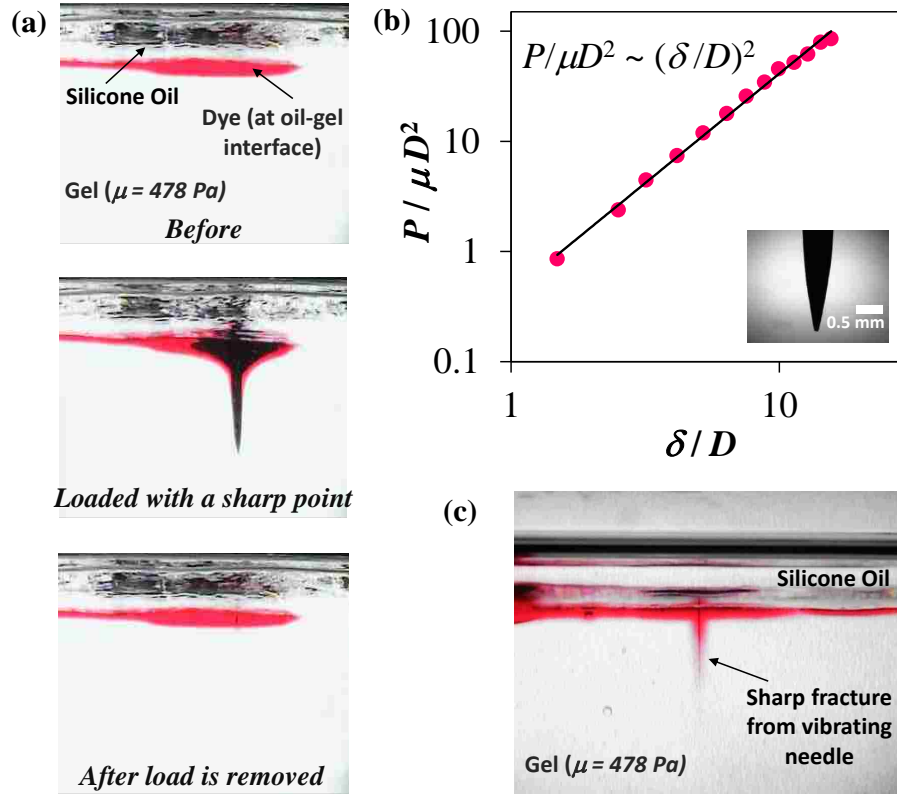 (a)
Silicone Oil
Dye (at oil-gel
interface)
Gel (μ = 478 Pa)
Before
Loaded with a sharp point
After load is removed
(b)
P/μD² ~ (δ/D)²
100
10
1
0.1
P / μD²
1
10
δ/D
0.5 mm
(c)
Silicone Oil
Sharp fracture
from vibrating
needle
Gel (μ = 478 Pa)